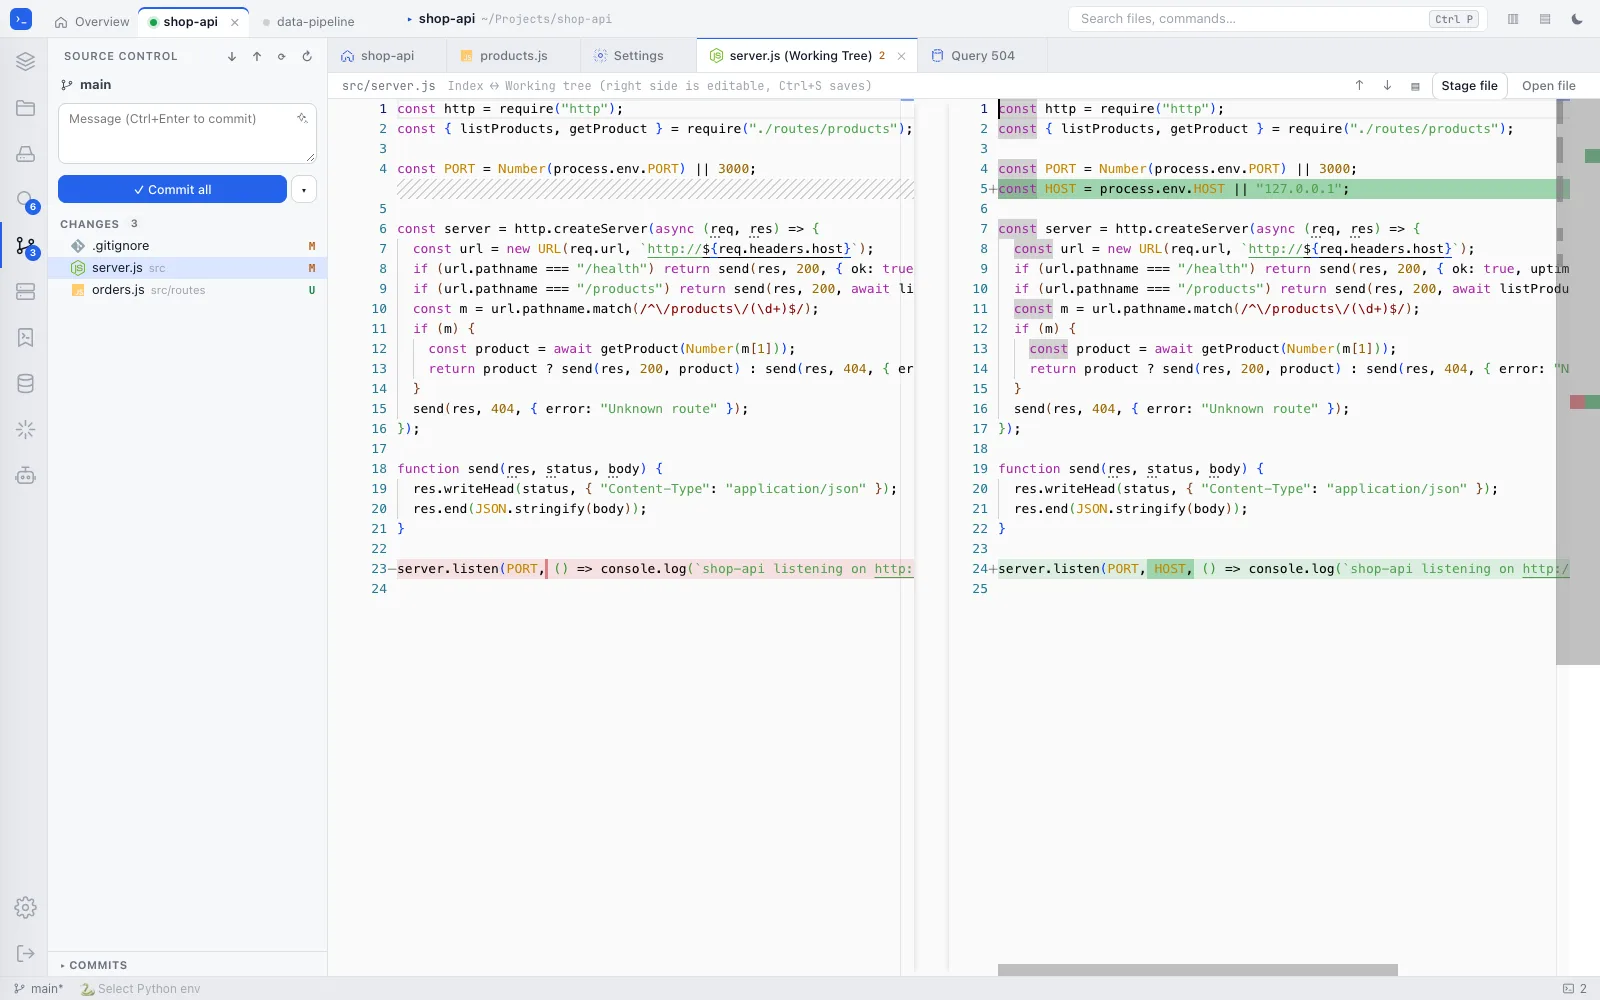 Overview
shop-api
data-pipeline
shop-api ~/Projects/shop-api
Search files, commands...
Ctrl P
SOURCE CONTROL
main
Message (Ctrl+Enter to commit)
✓ Commit all
CHANGES 3
.gitignore M
server.js src M
orders.js src/routes U
6
3
COMMITS
shop-api
products.js
Settings
server.js (Working Tree) 2
Query 504
src/server.js Index ↔ Working tree (right side is editable, Ctrl+S saves)
Stage file
Open file
1 const http = require("http");
2 const { listProducts, getProduct } = require("./routes/products");
3
4 const PORT = Number(process.env.PORT) || 3000;
5
6 const server = http.createServer(async (req, res) => {
7 const url = new URL(req.url, `http://${req.headers.host}`);
8 if (url.pathname === "/health") return send(res, 200, { ok: true
9 if (url.pathname === "/products") return send(res, 200, await li
10 const m = url.pathname.match(/^\/products\/(\d+)$/);
11 if (m) {
12 const product = await getProduct(Number(m[1]));
13 return product ? send(res, 200, product) : send(res, 404, { er
14 }
15 send(res, 404, { error: "Unknown route" });
16 });
17
18 function send(res, status, body) {
19 res.writeHead(status, { "Content-Type": "application/json" });
20 res.end(JSON.stringify(body));
21 }
22
23− server.listen(PORT, () => console.log(`shop-api listening on http:
24
1 const http = require("http");
2 const { listProducts, getProduct } = require("./routes/products");
3
4 const PORT = Number(process.env.PORT) || 3000;
5+ const HOST = process.env.HOST || "127.0.0.1";
6
7 const server = http.createServer(async (req, res) => {
8 const url = new URL(req.url, `http://${req.headers.host}`);
9 if (url.pathname === "/health") return send(res, 200, { ok: true, uptim
10 if (url.pathname === "/products") return send(res, 200, await listProdu
11 const m = url.pathname.match(/^\/products\/(\d+)$/);
12 if (m) {
13 const product = await getProduct(Number(m[1]));
14 return product ? send(res, 200, product) : send(res, 404, { error: "N
15 }
16 send(res, 404, { error: "Unknown route" });
17 });
18
19 function send(res, status, body) {
20 res.writeHead(status, { "Content-Type": "application/json" });
21 res.end(JSON.stringify(body));
22 }
23
24+ server.listen(PORT, HOST, () => console.log(`shop-api listening on http:/
25
main*
Select Python env
2